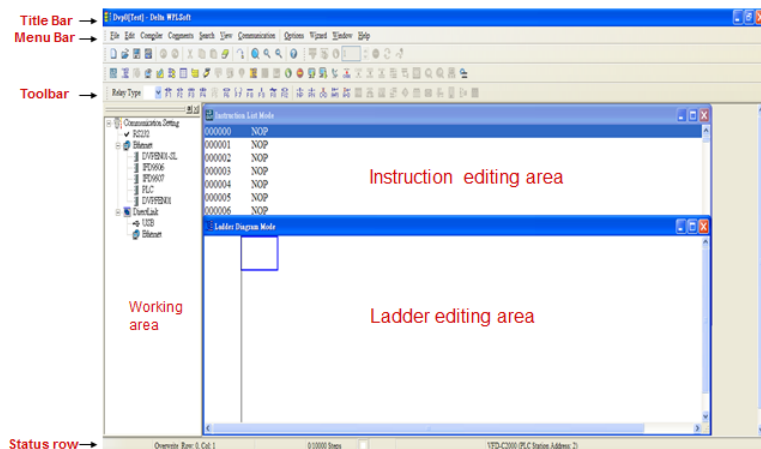 Title Bar
Dvp0[Test] - Delta WPLSoft
Menu Bar
File Edit Compiler Comments Search View Communication Options Wizard Window Help
Toolbar
Relay Type
Communication Setting
RS232
Ethernet
DVPEN01-SL
IFD9506
IFD9507
PLC
DVPFEN01
DirectLink
USB
Ethernet
Working
area
Instruction List Mode
000000 NOP
000001 NOP
000002 NOP
000003 NOP
000004 NOP
000005 NOP
000006 NOP
Instruction editing area
Ladder Diagram Mode
Ladder editing area
Status row
Overwrite Row: 0, Col: 1
0/10000 Steps
VFD-C2000 (PLC Station Address: 2)